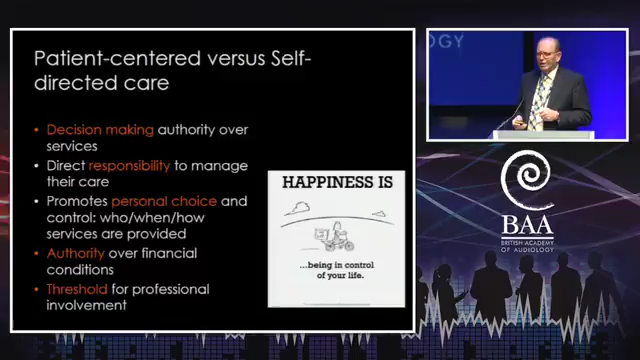 Patient-centered versus Self-
directed care
• Decision making authority over
services
• Direct responsibility to manage
their care
• Promotes personal choice and
control: who/when/how
services are provided
• Authority over financial
conditions
• Threshold for professional
involvement
HAPPINESS IS
...being in control
of your life.
OLOGY
BAA
BRITISH ACADEMY
OF AUDIOLOGY